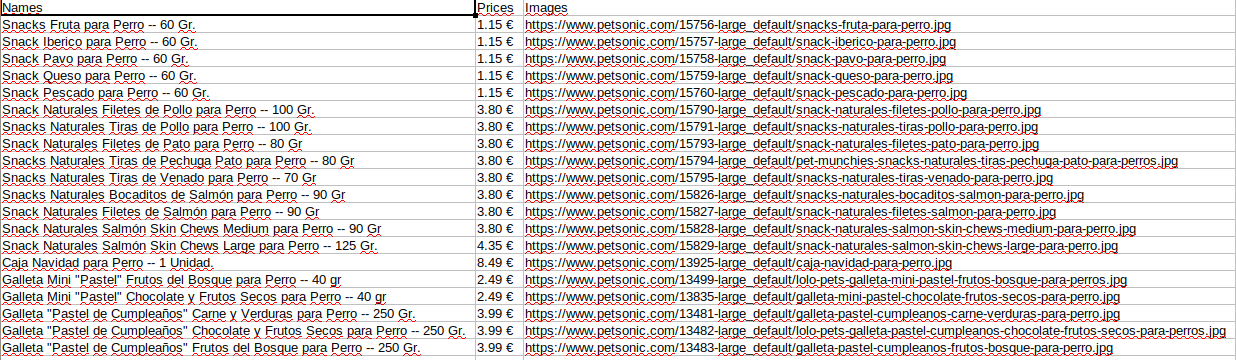 Names Prices Images
Snacks Fruta para Perro -- 60 Gr. 1.15 € https://www.petsonic.com/15756-large_default/snacks-fruta-para-perro.jpg
Snack Iberico para Perro -- 60 Gr. 1.15 € https://www.petsonic.com/15757-large_default/snack-iberico-para-perro.jpg
Snack Pavo para Perro -- 60 Gr. 1.15 € https://www.petsonic.com/15758-large_default/snack-pavo-para-perro.jpg
Snack Queso para Perro -- 60 Gr. 1.15 € https://www.petsonic.com/15759-large_default/snack-queso-para-perro.jpg
Snack Pescado para Perro -- 60 Gr. 1.15 € https://www.petsonic.com/15760-large_default/snack-pescado-para-perro.jpg
Snack Naturales Filetes de Pollo para Perro -- 100 Gr. 3.80 € https://www.petsonic.com/15790-large_default/snack-naturales-filetes-pollo-para-perro.jpg
Snacks Naturales Tiras de Pollo para Perro -- 100 Gr. 3.80 € https://www.petsonic.com/15791-large_default/snacks-naturales-tiras-pollo-para-perro.jpg
Snack Naturales Filetes de Pato para Perro -- 80 Gr 3.80 € https://www.petsonic.com/15793-large_default/snack-naturales-filetes-pato-para-perro.jpg
Snacks Naturales Tiras de Pechuga Pato para Perro -- 80 Gr 3.80 € https://www.petsonic.com/15794-large_default/pet-munchies-snacks-naturales-tiras-pechuga-pato-para-perros.jpg
Snacks Naturales Tiras de Venado para Perro -- 70 Gr 3.80 € https://www.petsonic.com/15795-large_default/snacks-naturales-tiras-venado-para-perro.jpg
Snacks Naturales Bocaditos de Salmón para Perro -- 90 Gr 3.80 € https://www.petsonic.com/15826-large_default/snacks-naturales-bocaditos-salmon-para-perro.jpg
Snack Naturales Filetes de Salmón para Perro -- 90 Gr 3.80 € https://www.petsonic.com/15827-large_default/snack-naturales-filetes-salmon-para-perro.jpg
Snack Naturales Salmón Skin Chews Medium para Perro -- 90 Gr 3.80 € https://www.petsonic.com/15828-large_default/snack-naturales-salmon-skin-chews-medium-para-perro.jpg
Snack Naturales Salmón Skin Chews Large para Perro -- 125 Gr. 4.35 € https://www.petsonic.com/15829-large_default/snack-naturales-salmon-skin-chews-large-para-perro.jpg
Caja Navidad para Perro -- 1 Unidad. 8.49 € https://www.petsonic.com/13925-large_default/caja-navidad-para-perro.jpg
Galleta Mini "Pastel" Frutos del Bosque para Perro -- 40 gr 2.49 € https://www.petsonic.com/13499-large_default/lolo-pets-galleta-mini-pastel-frutos-bosque-para-perros.jpg
Galleta Mini "Pastel" Chocolate y Frutos Secos para Perro -- 40 gr 2.49 € https://www.petsonic.com/13835-large_default/galleta-mini-pastel-chocolate-frutos-secos-para-perro.jpg
Galleta "Pastel de Cumpleaños" Carne y Verduras para Perro -- 250 Gr. 3.99 € https://www.petsonic.com/13481-large_default/galleta-pastel-cumpleanos-carne-verduras-para-perro.jpg
Galleta "Pastel de Cumpleaños" Chocolate y Frutos Secos para Perro -- 250 Gr. 3.99 € https://www.petsonic.com/13482-large_default/lolo-pets-galleta-pastel-cumpleanos-chocolate-frutos-secos-para-perros.jpg
Galleta "Pastel de Cumpleaños" Frutos del Bosque para Perro -- 250 Gr. 3.99 € https://www.petsonic.com/13483-large_default/galleta-pastel-cumpleanos-frutos-bosque-para-perro.jpg